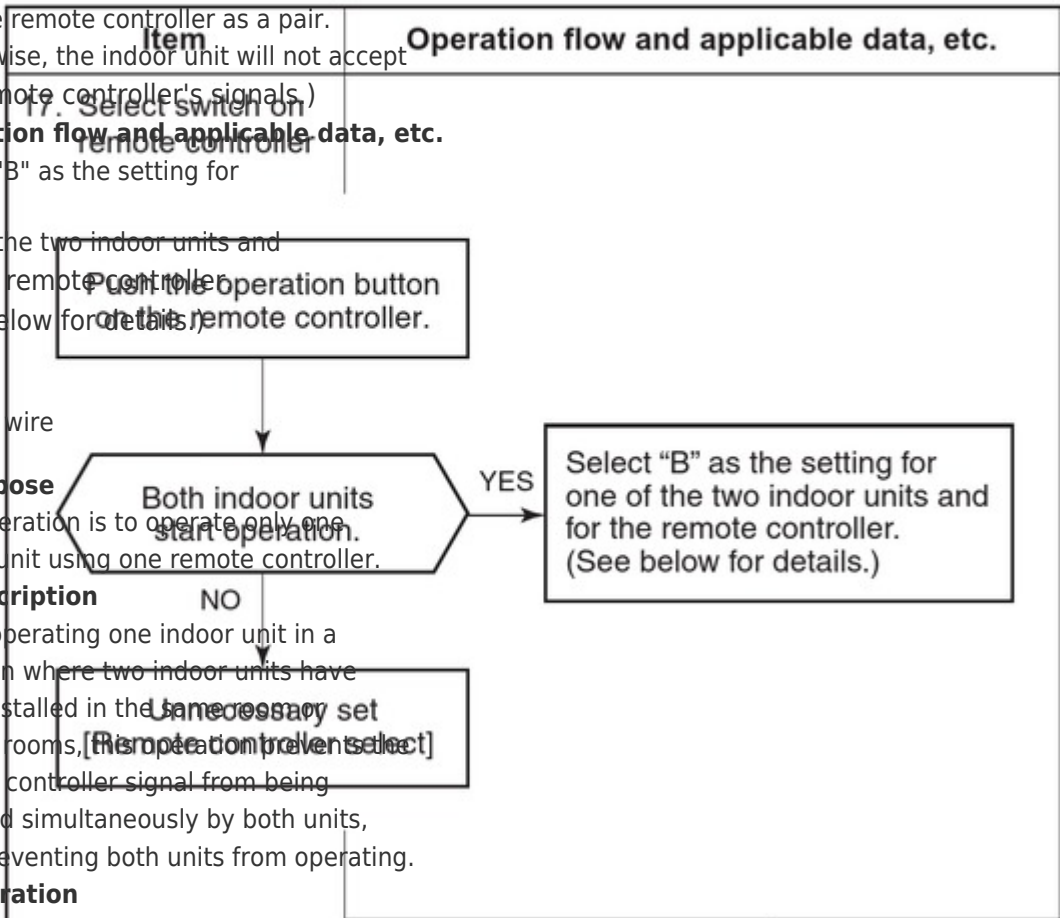 e remote controller as a pair.
Item
Operation flow and applicable data, etc.
wise, the indoor unit will not accept
mote controller's signals.)
17. Select switch on
remote controller
tion flow and applicable data, etc.
"B" as the setting for
the two indoor units and
remote controller.
elow for details.)
Push the operation button
on the remote controller.
wire
pose
Both indoor units
start operation.
YES
Select “B” as the setting for
one of the two indoor units and
for the remote controller.
(See below for details.)
eration is to operate only one
unit using one remote controller.
cription
NO
operating one indoor unit in a
n where two indoor units have
stalled in the same room or
rooms, this operation prevents the
Unnecessary set
[Remote controller select]
controller signal from being
d simultaneously by both units,
eventing both units from operating.
ration